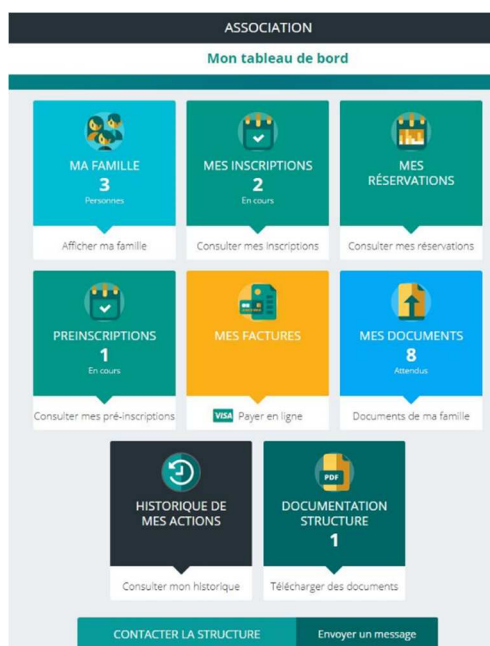 ASSOCIATION
Mon tableau de bord
MA FAMILLE
3
Personnes
Afficher ma famille
MES INSCRIPTIONS
2
En cours
Consulter mes inscriptions
MES
RÉSERVATIONS
Consulter mes réservations
PREINSCRIPTIONS
1
En cours
Consulter mes pré-inscriptions
MES FACTURES
VISA Payer en ligne
MES DOCUMENTS
8
Attendus
Documents de ma famille
HISTORIQUE DE
MES ACTIONS
Consulter mon historique
PDF
DOCUMENTATION
STRUCTURE
1
Télécharger des documents
CONTACTER LA STRUCTURE
Envoyer un message